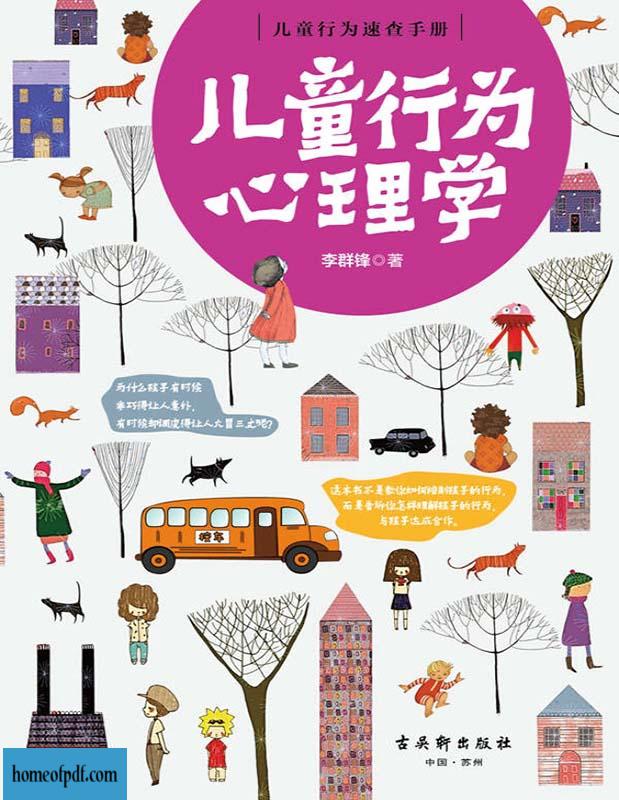 儿童行为速查手册
儿童行为
心理学
李群锋◎著
为什么孩子有时候
乖巧得让人意外，
有时候却调皮得让人火冒三丈呢？
这本书不是教你如何控制孩子的行为，
而是告诉你怎样理解孩子的行为，
与孩子达成合作。
校车
古吴轩出版社
中国·苏州
homeofpdf.com